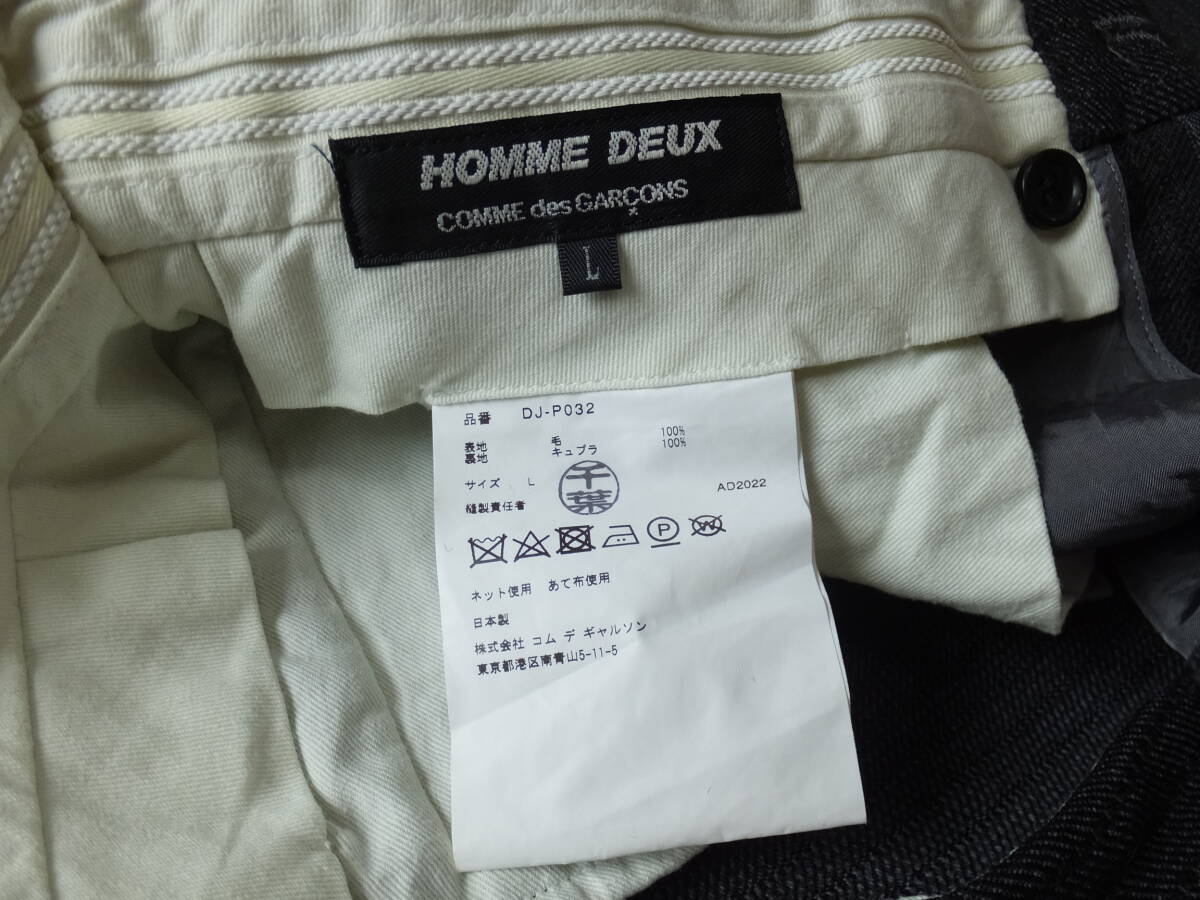 HOMME DEUX
COMME des GARÇONS
L
品番 DJ-P032
表地 毛 100%
裏地 キュプラ 100%
サイズ L
千葉
AD2022
縫製責任者
P
W
ネット使用 あて布使用
日本製
株式会社 コム デ ギャルソン
東京都港区南青山5-11-5